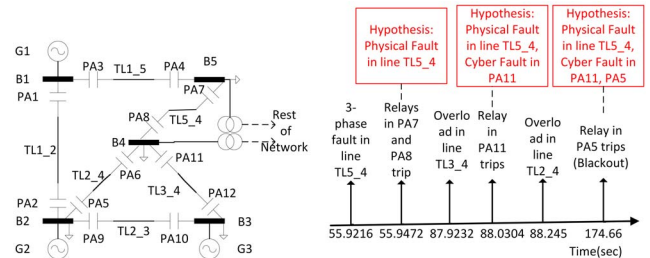 G1
B1
PA1
PA3
TL1_5
PA4
B5
PA7
PA8
TL5_4
B4
Rest
of
Network
TL1_2
TL2_4
PA6
PA11
TL3_4
PA2
PA5
PA12
B2
PA9
TL2_3
PA10
B3
G2
G3
Hypothesis:
Physical Fault
in line TL5_4
Hypothesis:
Physical Fault
in line TL5_4,
Cyber Fault in
PA11
Hypothesis:
Physical Fault
in line TL5_4,
Cyber Fault in
PA11, PA5
3-
phase
fault in
line
TL5_4
Relays
in PA7
and
PA8
trip
Overlo
ad in
line
TL3_4
Relay
in
PA11
trips
Overlo
ad in
line
TL2_4
Relay in
PA5 trips
(Blackout)
55.9216
55.9472
87.9232
88.0304
88.245
174.66
Time(sec)